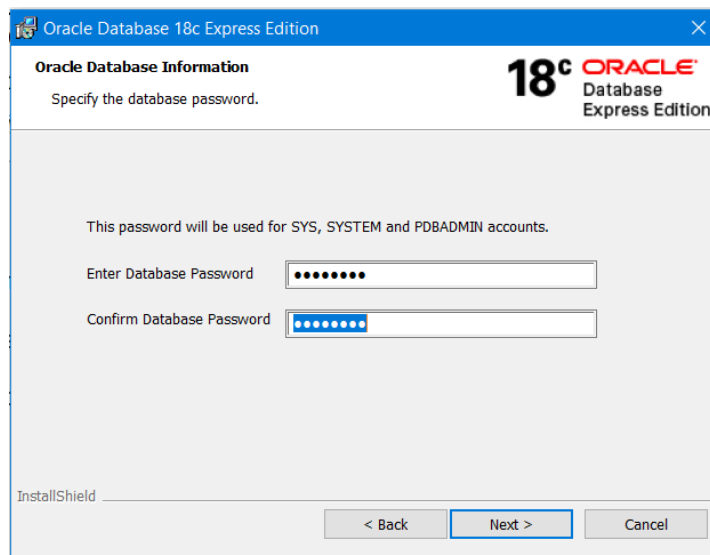 Oracle Database 18c Express Edition
Oracle Database Information
Specify the database password.
18c ORACLE
Database
Express Edition
This password will be used for SYS, SYSTEM and PDBADMIN accounts.
Enter Database Password ••••••••
Confirm Database Password ••••••••
InstallShield
< Back Next > Cancel